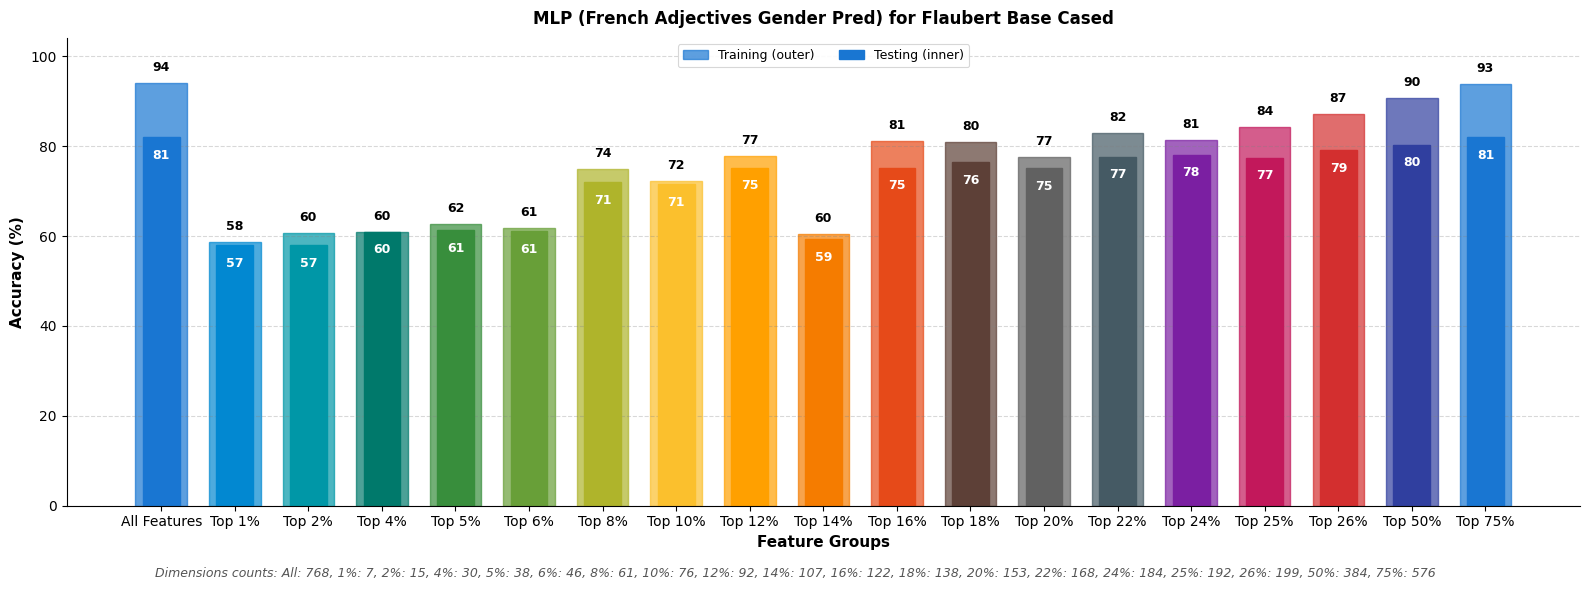 MLP (French Adjectives Gender Pred) for Flaubert Base Cased
Training (outer) Testing (inner)
Accuracy (%)
100
80
60
40
20
0
94 58 60 60 62 61 74 72 77 60 81 80 77 82 81 84 87 90 93
81 57 57 60 61 61 71 71 75 59 75 76 75 77 78 77 79 80 81
All Features Top 1% Top 2% Top 4% Top 5% Top 6% Top 8% Top 10% Top 12% Top 14% Top 16% Top 18% Top 20% Top 22% Top 24% Top 25% Top 26% Top 50% Top 75%
Feature Groups
Dimensions counts: All: 768, 1%: 7, 2%: 15, 4%: 30, 5%: 38, 6%: 46, 8%: 61, 10%: 76, 12%: 92, 14%: 107, 16%: 122, 18%: 138, 20%: 153, 22%: 168, 24%: 184, 25%: 192, 26%: 199, 50%: 384, 75%: 576